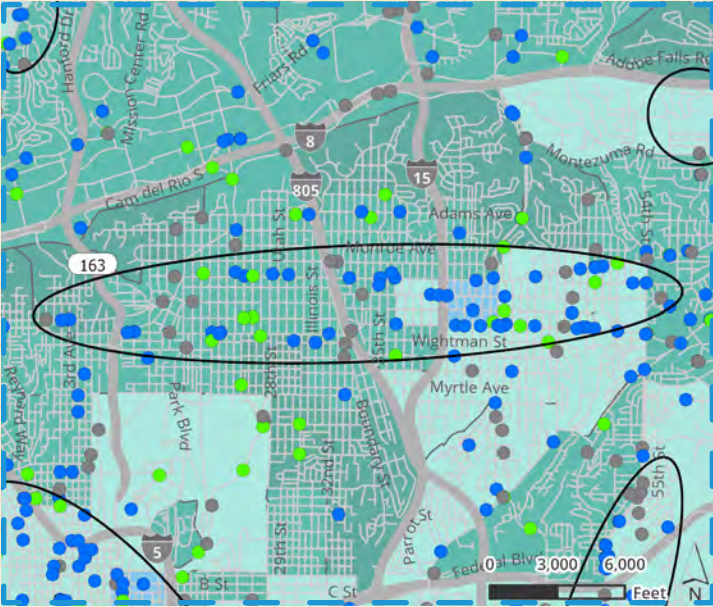 Hanford Dr
Mission Center Rd
Friars Rd
Adobe Falls Rd
8
Montezuma Rd
15
805
Cam del Rio S
54th St
Adams Ave
Utah St
Monroe Ave
163
Illinois St
35th St
Wightman St
3rd Ave
28th St
Reynard Way
Park Blvd
Myrtle Ave
Boundary St
32nd St
55th St
Parrot St
29th St
5
Federal Blvd
0 3,000 6,000
Feet
B St
C St
N